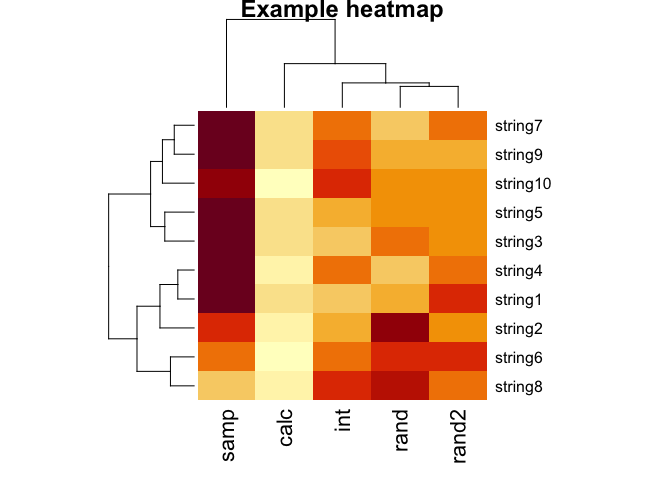 Example heatmap
string7
string9
string10
string5
string3
string4
string1
string2
string6
string8
samp
calc
int
rand
rand2